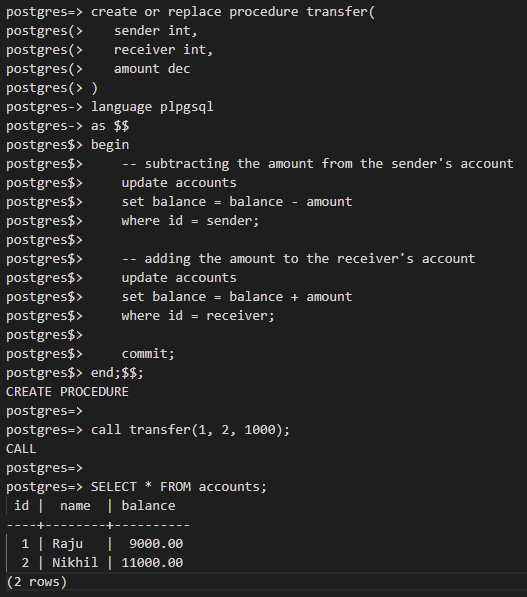 postgres=> create or replace procedure transfer(
postgres(>    sender int,
postgres(>    receiver int,
postgres(>    amount dec
postgres(> )
postgres-> language plpgsql
postgres-> as $$
postgres$> begin
postgres$>     -- subtracting the amount from the sender's account
postgres$>     update accounts
postgres$>     set balance = balance - amount
postgres$>     where id = sender;
postgres$>
postgres$>     -- adding the amount to the receiver's account
postgres$>     update accounts
postgres$>     set balance = balance + amount
postgres$>     where id = receiver;
postgres$>
postgres$>     commit;
postgres$> end;$$;
CREATE PROCEDURE
postgres=>
postgres=> call transfer(1, 2, 1000);
CALL
postgres=>
postgres=> SELECT * FROM accounts;
 id |  name  | balance
----+--------+----------
  1 | Raju   |  9000.00
  2 | Nikhil | 11000.00
(2 rows)